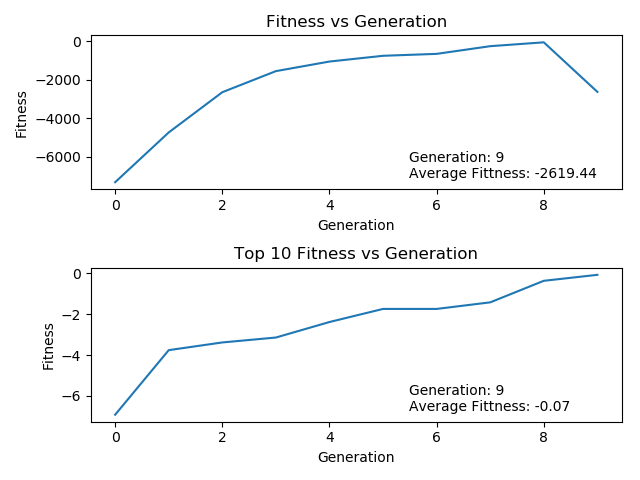 Fitness vs Generation
0
−2000
−4000
−6000
Fitness
Generation: 9
Average Fittness: -2619.44
0 2 4 6 8
Generation
Top 10 Fitness vs Generation
0
−2
−4
−6
Fitness
Generation: 9
Average Fittness: -0.07
0 2 4 6 8
Generation